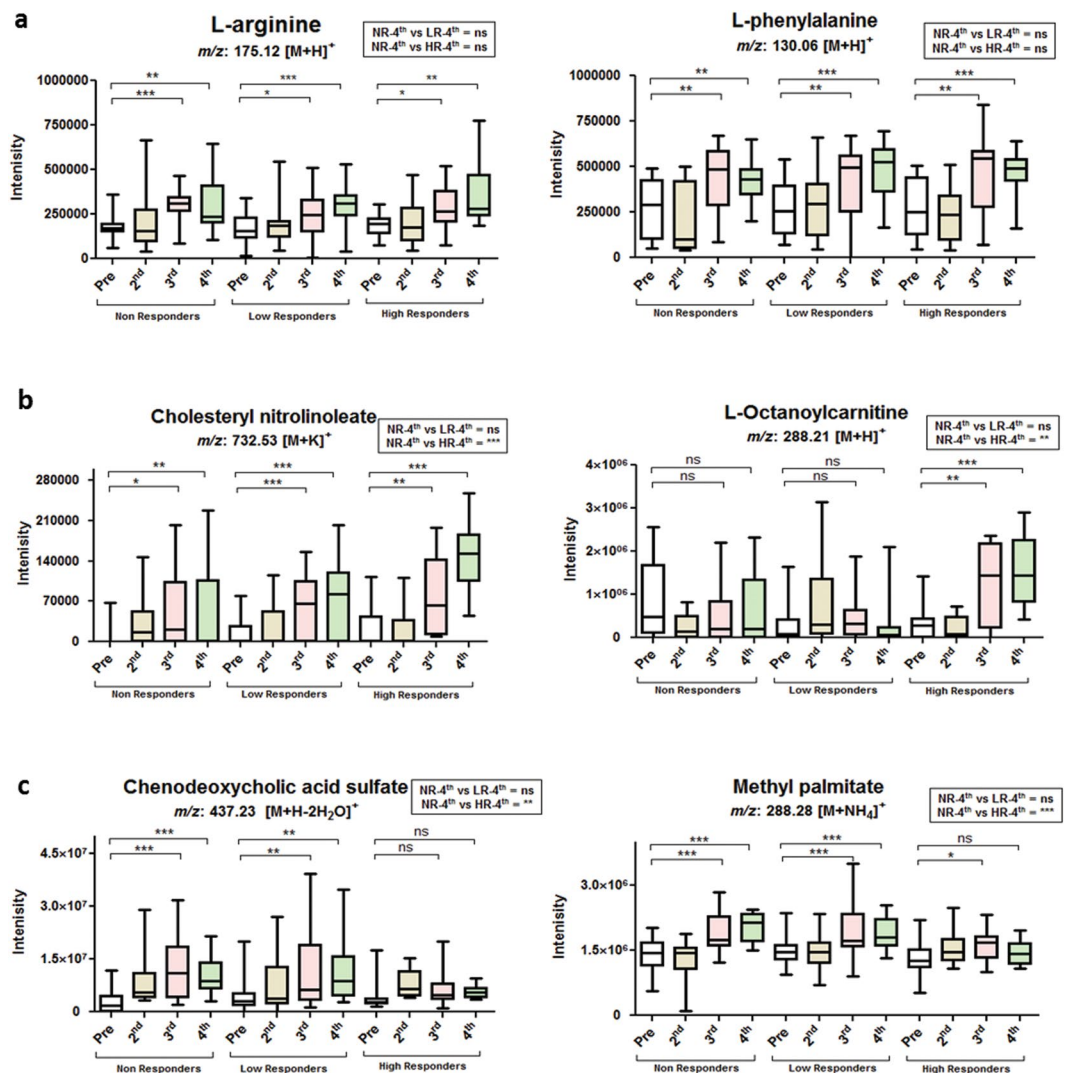 a
L-arginine
m/z: 175.12 [M+H]+
NR-4th vs LR-4th = ns
NR-4th vs HR-4th = ns
Intenisity
1000000
750000
500000
250000
0
** *** **
*** * *
Pre 2nd 3rd 4th Pre 2nd 3rd 4th Pre 2nd 3rd 4th
Non Responders Low Responders High Responders
L-phenylalanine
m/z: 130.06 [M+H]+
NR-4th vs LR-4th = ns
NR-4th vs HR-4th = ns
Intenisity
1000000
750000
500000
250000
0
** *** ***
** ** **
Pre 2nd 3rd 4th Pre 2nd 3rd 4th Pre 2nd 3rd 4th
Non Responders Low Responders High Responders
b
Cholesteryl nitrolinoleate
m/z: 732.53 [M+K]+
NR-4th vs LR-4th = ns
NR-4th vs HR-4th = ***
Intenisity
280000
210000
140000
70000
0
** *** ***
* *** **
Pre 2nd 3rd 4th Pre 2nd 3rd 4th Pre 2nd 3rd 4th
Non Responders Low Responders High Responders
L-Octanoylcarnitine
m/z: 288.21 [M+H]+
NR-4th vs LR-4th = ns
NR-4th vs HR-4th = **
Intenisity
4×10⁰⁶
3×10⁰⁶
2×10⁰⁶
1×10⁰⁶
0
ns ns ***
ns ns **
Pre 2nd 3rd 4th Pre 2nd 3rd 4th Pre 2nd 3rd 4th
Non Responders Low Responders High Responders
c
Chenodeoxycholic acid sulfate
m/z: 437.23 [M+H-2H₂O]+
NR-4th vs LR-4th = ns
NR-4th vs HR-4th = **
Intenisity
4.5×10⁷
3.0×10⁷
1.5×10⁷
0
*** ** ns
*** ** ns
Pre 2nd 3rd 4th Pre 2nd 3rd 4th Pre 2nd 3rd 4th
Non Responders Low Responders High Responders
Methyl palmitate
m/z: 288.28 [M+NH₄]+
NR-4th vs LR-4th = ns
NR-4th vs HR-4th = ***
Intenisity
3.0×10⁶
1.5×10⁶
0
*** *** ns
*** *** *
Pre 2nd 3rd 4th Pre 2nd 3rd 4th Pre 2nd 3rd 4th
Non Responders Low Responders High Responders